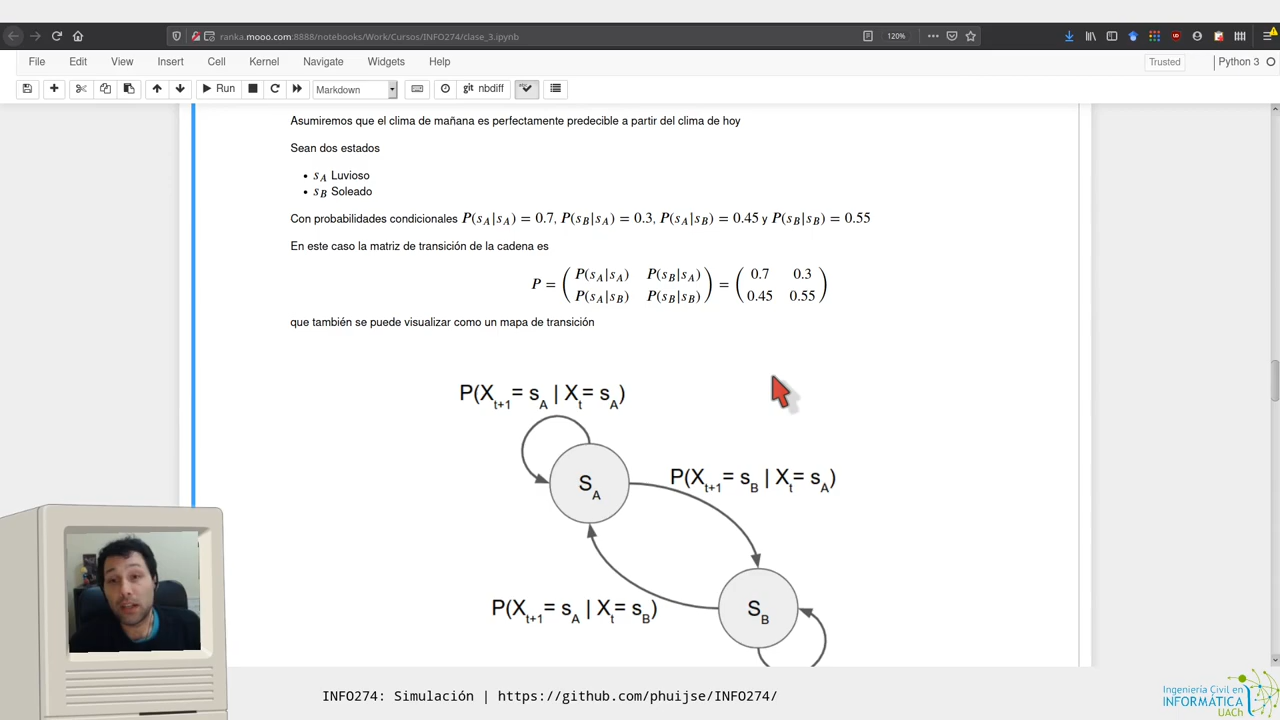 ranka.mooo.com:8888/notebooks/Work/Cursos/INFO274/clase_3.ipynb 120%
File Edit View Insert Cell Kernel Navigate Widgets Help Trusted Python 3
Run Markdown git nbdiff
Asumiremos que el clima de mañana es perfectamente predecible a partir del clima de hoy
Sean dos estados
• s_A Luvioso
• s_B Soleado
Con probabilidades condicionales P(s_A|s_A) = 0.7, P(s_B|s_A) = 0.3, P(s_A|s_B) = 0.45 y P(s_B|s_B) = 0.55
En este caso la matriz de transición de la cadena es
P = ( P(s_A|s_A) P(s_B|s_A) ) = ( 0.7 0.3 )
( P(s_A|s_B) P(s_B|s_B) ) ( 0.45 0.55 )
que también se puede visualizar como un mapa de transición
P(X_t+1 = s_A | X_t = s_A)
S_A
P(X_t+1 = s_B | X_t = s_A)
P(X_t+1 = s_A | X_t = s_B)
S_B
INFO274: Simulación | https://github.com/phuijse/INFO274/
Ingeniería Civil en
INFORMÁTICA
UACh